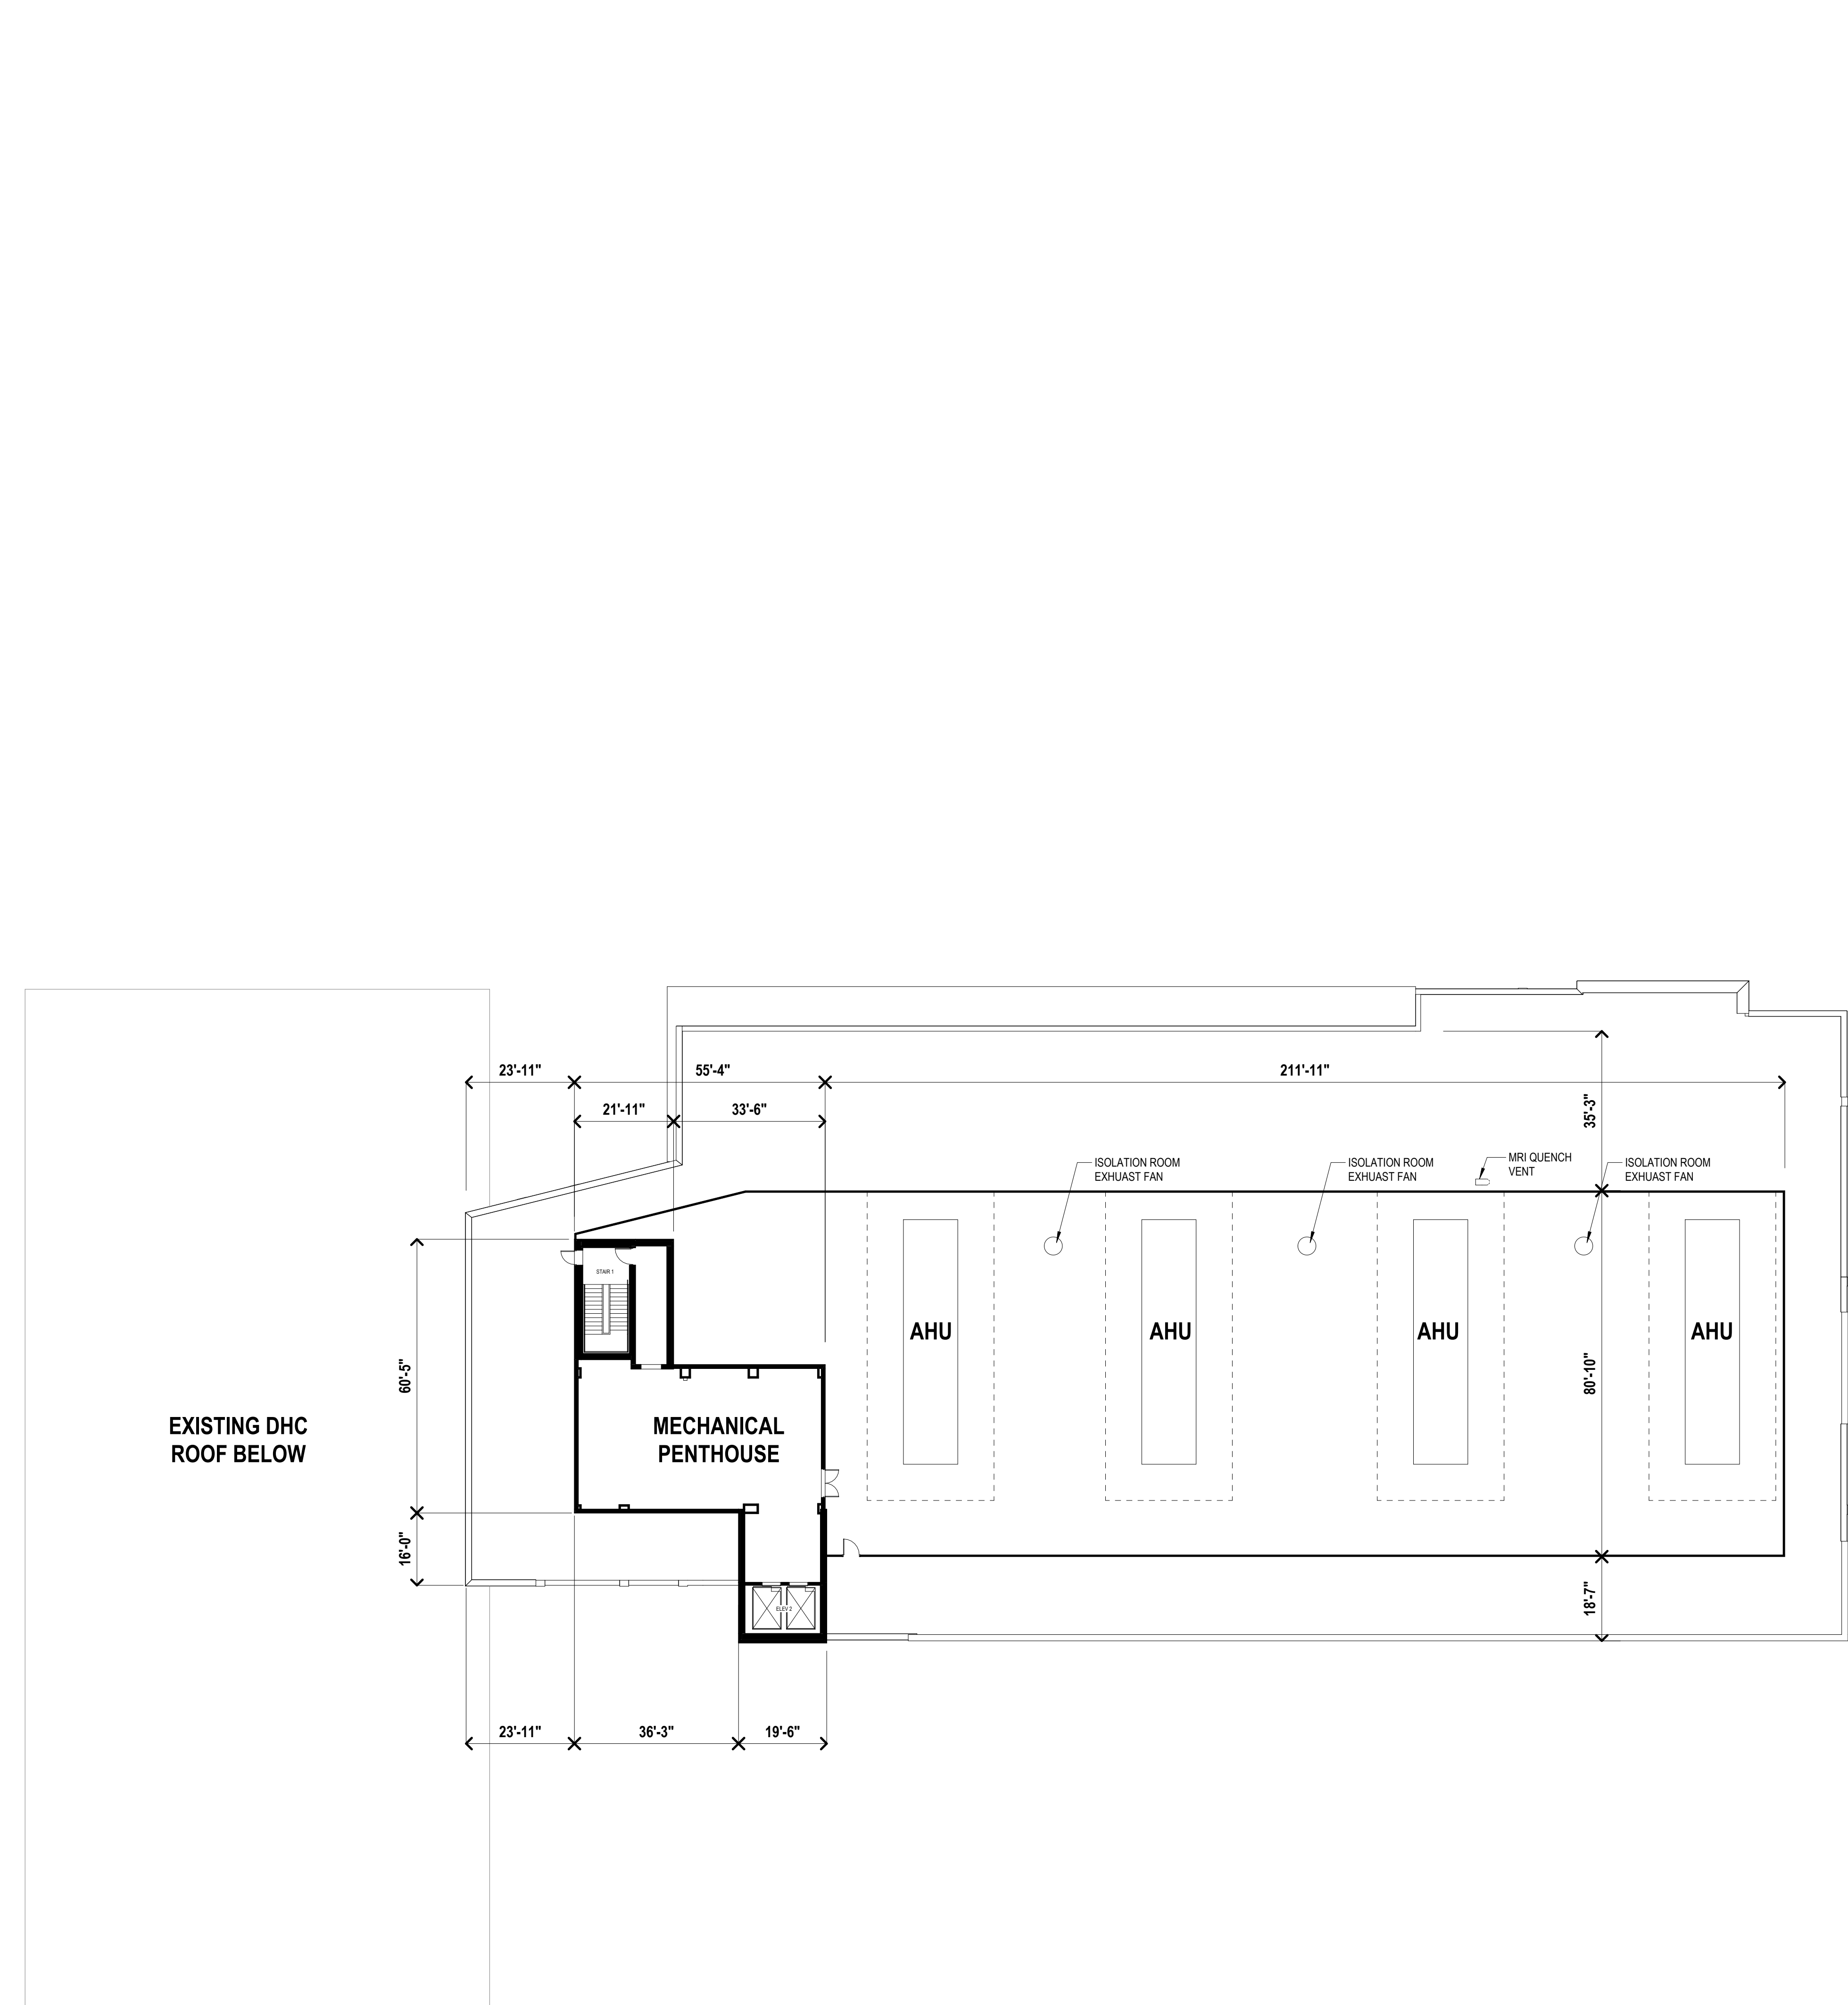 23'-11"
55'-4"
211'-11"
21'-11"
33'-6"
35'-3"
ISOLATION ROOM
EXHUAST FAN
ISOLATION ROOM
EXHUAST FAN
MRI QUENCH
VENT
ISOLATION ROOM
EXHUAST FAN
STAIR 1
AHU
AHU
AHU
AHU
60'-5"
80'-10"
EXISTING DHC
ROOF BELOW
MECHANICAL
PENTHOUSE
16'-0"
18'-7"
ELEV 2
23'-11"
36'-3"
19'-6"